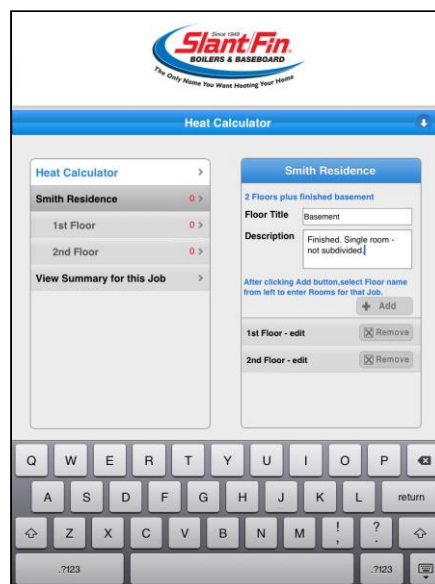 Since 1949
Slant/Fin.
BOILERS & BASEBOARD
The Only Name You Want Heating Your Home
Heat Calculator
Heat Calculator >
Smith Residence 0 >
1st Floor 0 >
2nd Floor 0 >
View Summary for this Job >
Smith Residence
2 Floors plus finished basement
Floor Title Basement
Description Finished. Single room -
not subdivided.
After clicking Add button,select Floor name
from left to enter Rooms for that Job.
+ Add
1st Floor - edit Remove
2nd Floor - edit Remove
Q W E R T Y U I O P
A S D F G H J K L return
Z X C V B N M ! , ? .
.?123 .?123